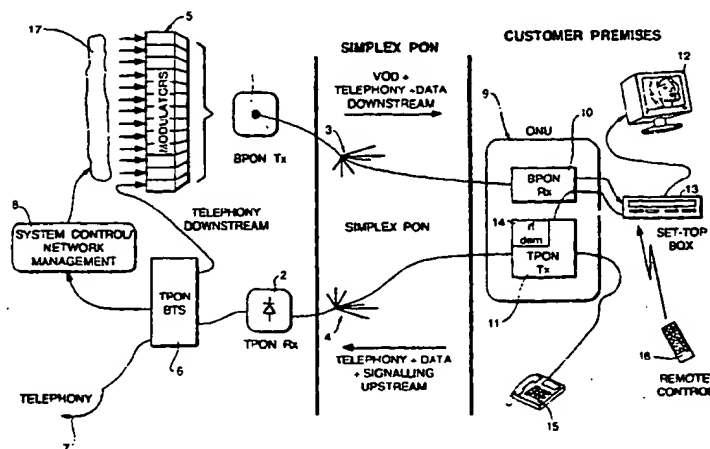 17
5
MODULATORS
BPON Tx
TELEPHONY
DOWNSTREAM
8
SYSTEM CONTROL/
NETWORK
MANAGEMENT
TPON
BTS
6
2
TPON Rx
TELEPHONY
7
SIMPLEX PON
VOD +
TELEPHONY + DATA
DOWNSTREAM
3
SIMPLEX PON
4
TELEPHONY + DATA
+ SIGNALLING
UPSTREAM
CUSTOMER PREMISES
12
9
ONU
10
BPON
Rx
13
SET-TOP
BOX
14
rf
dem
TPON
Tx
11
15
16
REMOTE
CONTROL